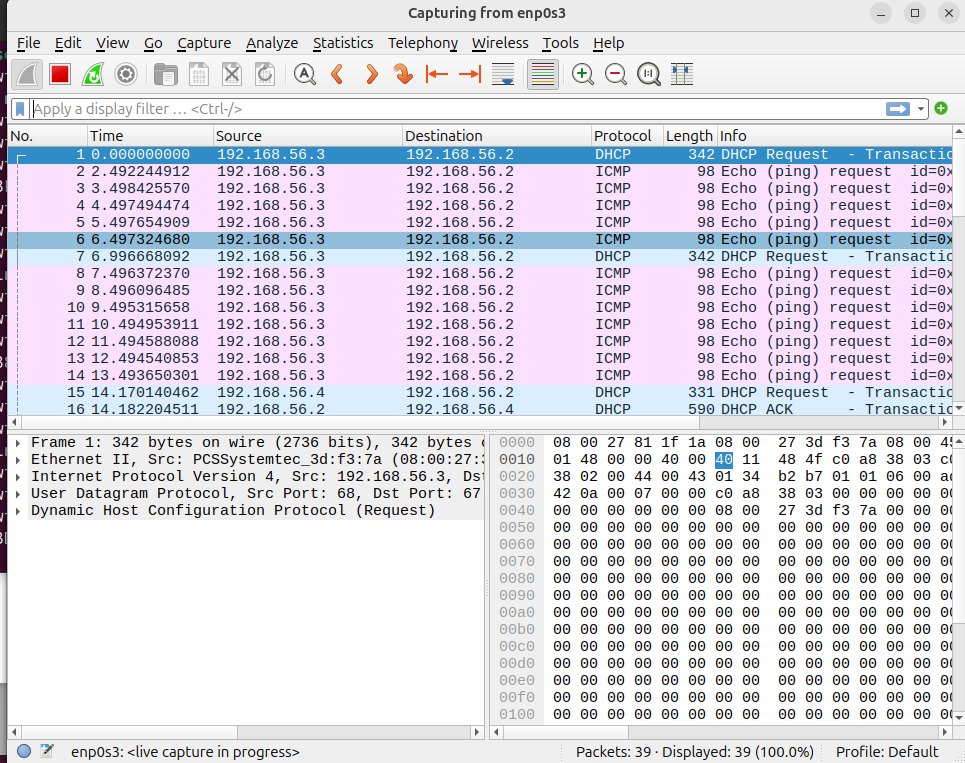 Capturing from enp0s3
File Edit View Go Capture Analyze Statistics Telephony Wireless Tools Help
Apply a display filter … <Ctrl-/>
No. Time Source Destination Protocol Length Info
1 0.000000000 192.168.56.3 192.168.56.2 DHCP 342 DHCP Request - Transactio
2 2.492244912 192.168.56.3 192.168.56.2 ICMP 98 Echo (ping) request id=0x
3 3.498425570 192.168.56.3 192.168.56.2 ICMP 98 Echo (ping) request id=0x
4 4.497494474 192.168.56.3 192.168.56.2 ICMP 98 Echo (ping) request id=0x
5 5.497654909 192.168.56.3 192.168.56.2 ICMP 98 Echo (ping) request id=0x
6 6.497324680 192.168.56.3 192.168.56.2 ICMP 98 Echo (ping) request id=0x
7 6.996668092 192.168.56.3 192.168.56.2 DHCP 342 DHCP Request - Transactio
8 7.496372370 192.168.56.3 192.168.56.2 ICMP 98 Echo (ping) request id=0x
9 8.496096485 192.168.56.3 192.168.56.2 ICMP 98 Echo (ping) request id=0x
10 9.495315658 192.168.56.3 192.168.56.2 ICMP 98 Echo (ping) request id=0x
11 10.494953911 192.168.56.3 192.168.56.2 ICMP 98 Echo (ping) request id=0x
12 11.494588088 192.168.56.3 192.168.56.2 ICMP 98 Echo (ping) request id=0x
13 12.494540853 192.168.56.3 192.168.56.2 ICMP 98 Echo (ping) request id=0x
14 13.493650301 192.168.56.3 192.168.56.2 ICMP 98 Echo (ping) request id=0x
15 14.170140462 192.168.56.4 192.168.56.2 DHCP 331 DHCP Request - Transactio
16 14.182204511 192.168.56.2 192.168.56.4 DHCP 590 DHCP ACK - Transactio
Frame 1: 342 bytes on wire (2736 bits), 342 bytes
Ethernet II, Src: PCSSystemtec_3d:f3:7a (08:00:27:3
Internet Protocol Version 4, Src: 192.168.56.3, Dst
User Datagram Protocol, Src Port: 68, Dst Port: 67
Dynamic Host Configuration Protocol (Request)
0000 08 00 27 81 1f 1a 08 00 27 3d f3 7a 08 00 45
0010 01 48 00 00 40 00 40 11 48 4f c0 a8 38 03 c0
0020 38 02 00 44 00 43 01 34 b2 b7 01 01 06 00
0030 42 0a 00 07 00 00 c0 a8 38 03 00 00 00 00 00
0040 00 00 00 00 00 00 08 00 27 3d f3 7a 00 00 00
0050 00 00 00 00 00 00 00 00 00 00 00 00 00 00 00
0060 00 00 00 00 00 00 00 00 00 00 00 00 00 00 00
0070 00 00 00 00 00 00 00 00 00 00 00 00 00 00 00
0080 00 00 00 00 00 00 00 00 00 00 00 00 00 00 00
0090 00 00 00 00 00 00 00 00 00 00 00 00 00 00 00
00a0 00 00 00 00 00 00 00 00 00 00 00 00 00 00 00
00b0 00 00 00 00 00 00 00 00 00 00 00 00 00 00 00
00c0 00 00 00 00 00 00 00 00 00 00 00 00 00 00 00
00d0 00 00 00 00 00 00 00 00 00 00 00 00 00 00 00
00e0 00 00 00 00 00 00 00 00 00 00 00 00 00 00 00
00f0 00 00 00 00 00 00 00 00 00 00 00 00 00 00 00
0100 00 00 00 00 00 00 00 00 00 00 00 00 00 00 00
enp0s3: <live capture in progress> Packets: 39 · Displayed: 39 (100.0%) Profile: Default